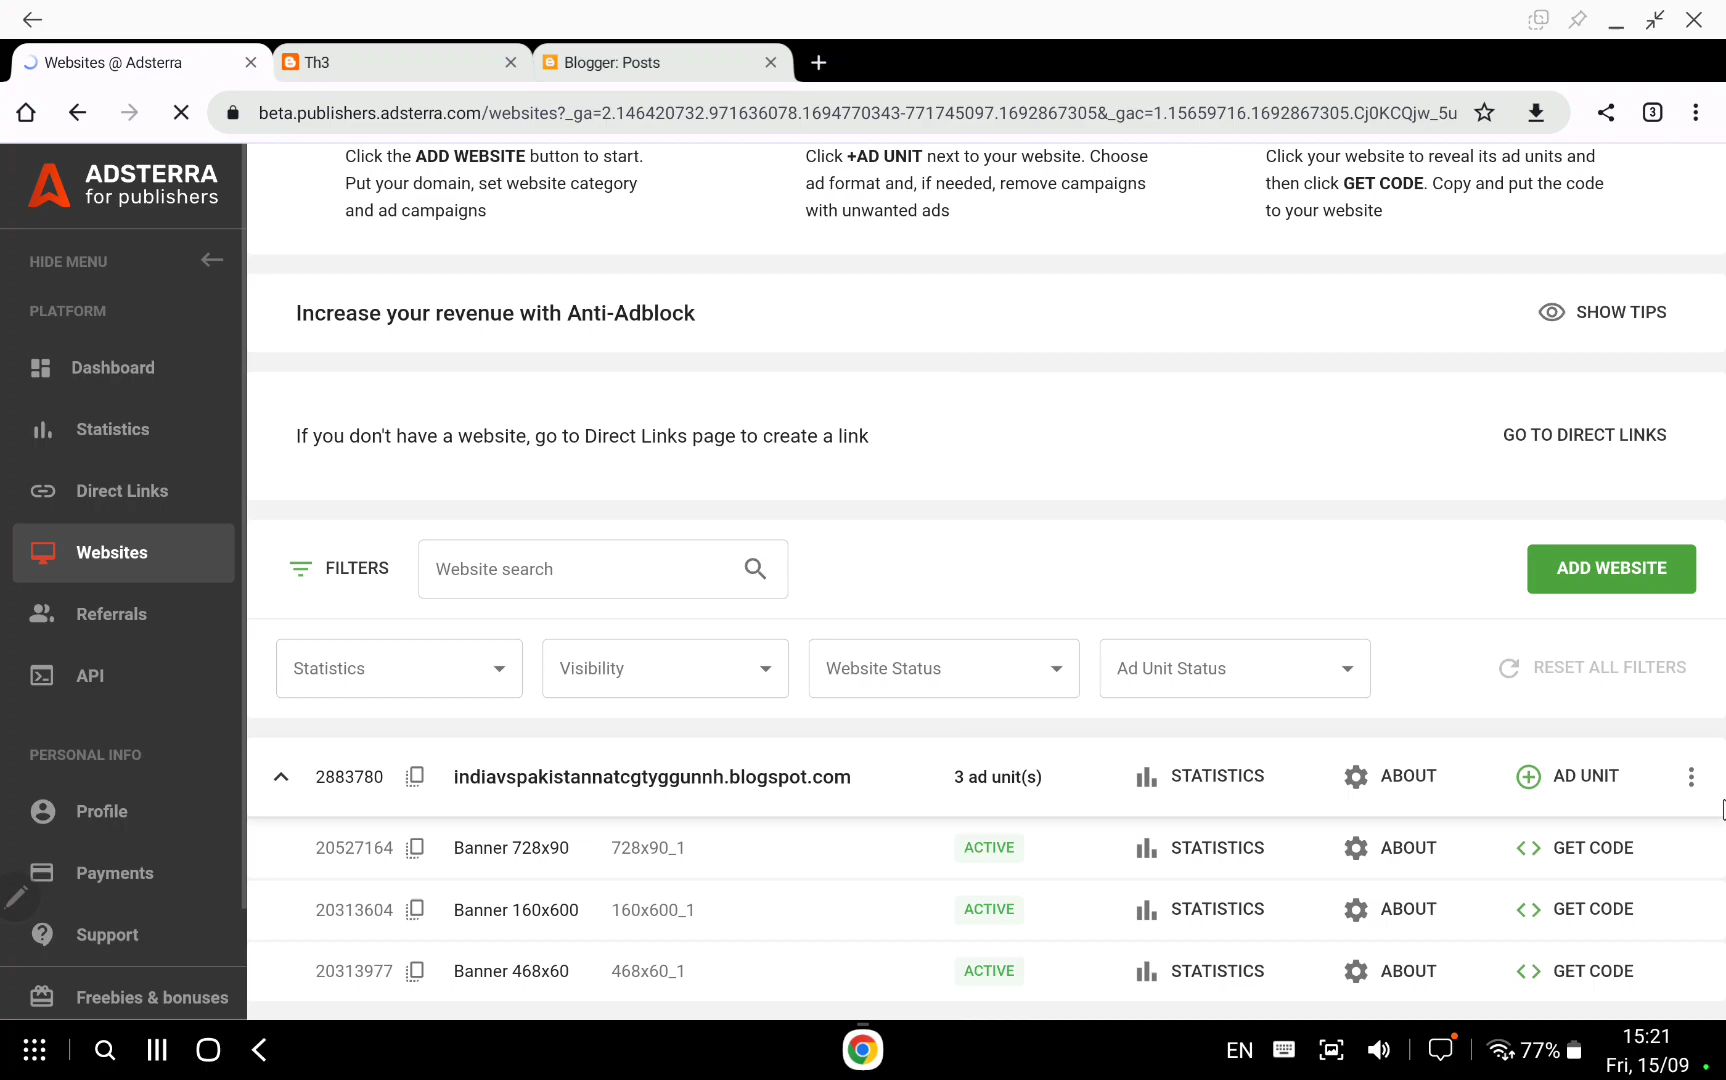 Websites @ Adsterra
Th3
Blogger: Posts
beta.publishers.adsterra.com/websites?_ga=2.146420732.971636078.1694770343-771745097.1692867305&_gac=1.15659716.1692867305.Cj0KCQjw_5u
3
ADSTERRA
for publishers
HIDE MENU
PLATFORM
Dashboard
Statistics
Direct Links
Websites
Referrals
API
PERSONAL INFO
Profile
Payments
Support
Freebies & bonuses
Click the ADD WEBSITE button to start.
Put your domain, set website category
and ad campaigns
Click +AD UNIT next to your website. Choose
ad format and, if needed, remove campaigns
with unwanted ads
Click your website to reveal its ad units and
then click GET CODE. Copy and put the code
to your website
Increase your revenue with Anti-Adblock
SHOW TIPS
If you don't have a website, go to Direct Links page to create a link
GO TO DIRECT LINKS
FILTERS
Website search
ADD WEBSITE
Statistics
Visibility
Website Status
Ad Unit Status
RESET ALL FILTERS
2883780 indiavspakistannatcgtyggunnh.blogspot.com 3 ad unit(s) STATISTICS ABOUT AD UNIT
20527164 Banner 728x90 728x90_1 ACTIVE STATISTICS ABOUT GET CODE
20313604 Banner 160x600 160x600_1 ACTIVE STATISTICS ABOUT GET CODE
20313977 Banner 468x60 468x60_1 ACTIVE STATISTICS ABOUT GET CODE
EN
77%
15:21
Fri, 15/09